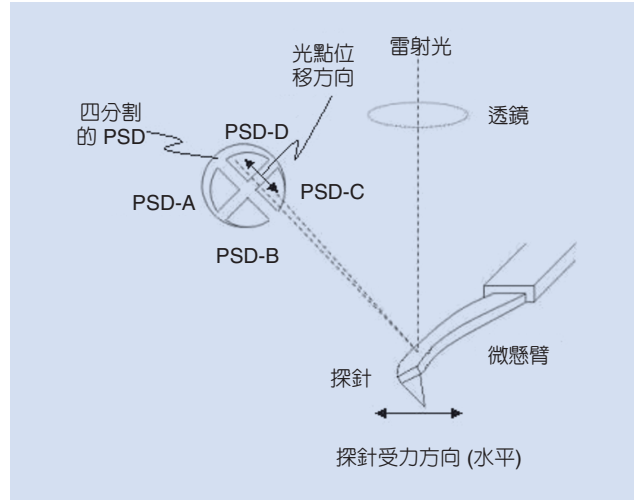 光點位
移方向
雷射光
四分割
的 PSD
PSD-D
透鏡
PSD-C
PSD-A
PSD-B
微懸臂
探針
探針受力方向 (水平)